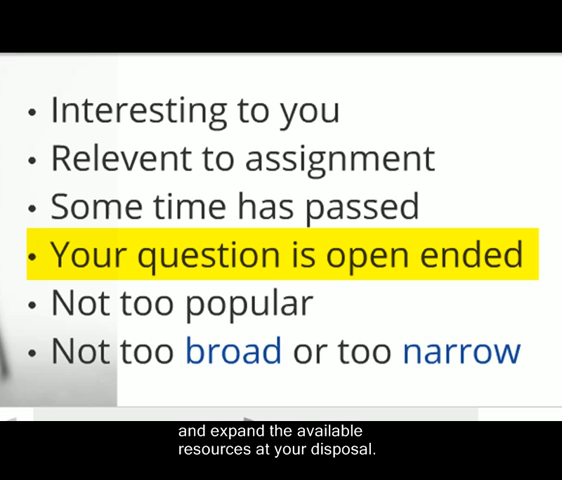 • Interesting to you
• Relevent to assignment
• Some time has passed
• Your question is open ended
• Not too popular
• Not too broad or too narrow
and expand the available
resources at your disposal.